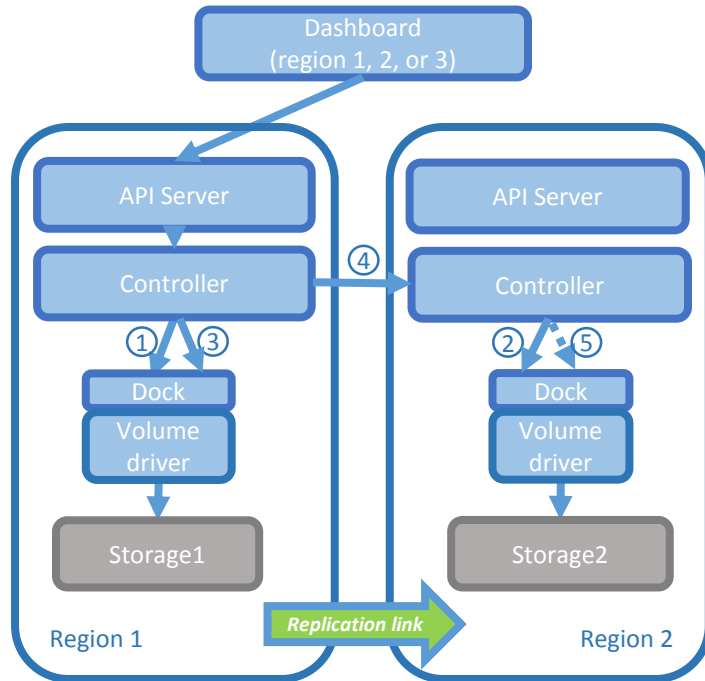 Dashboard
(region 1, 2, or 3)
API Server
API Server
Controller
4
Controller
1
3
2
5
Dock
Dock
Volume
driver
Volume
driver
Storage1
Storage2
Replication link
Region 1
Region 2